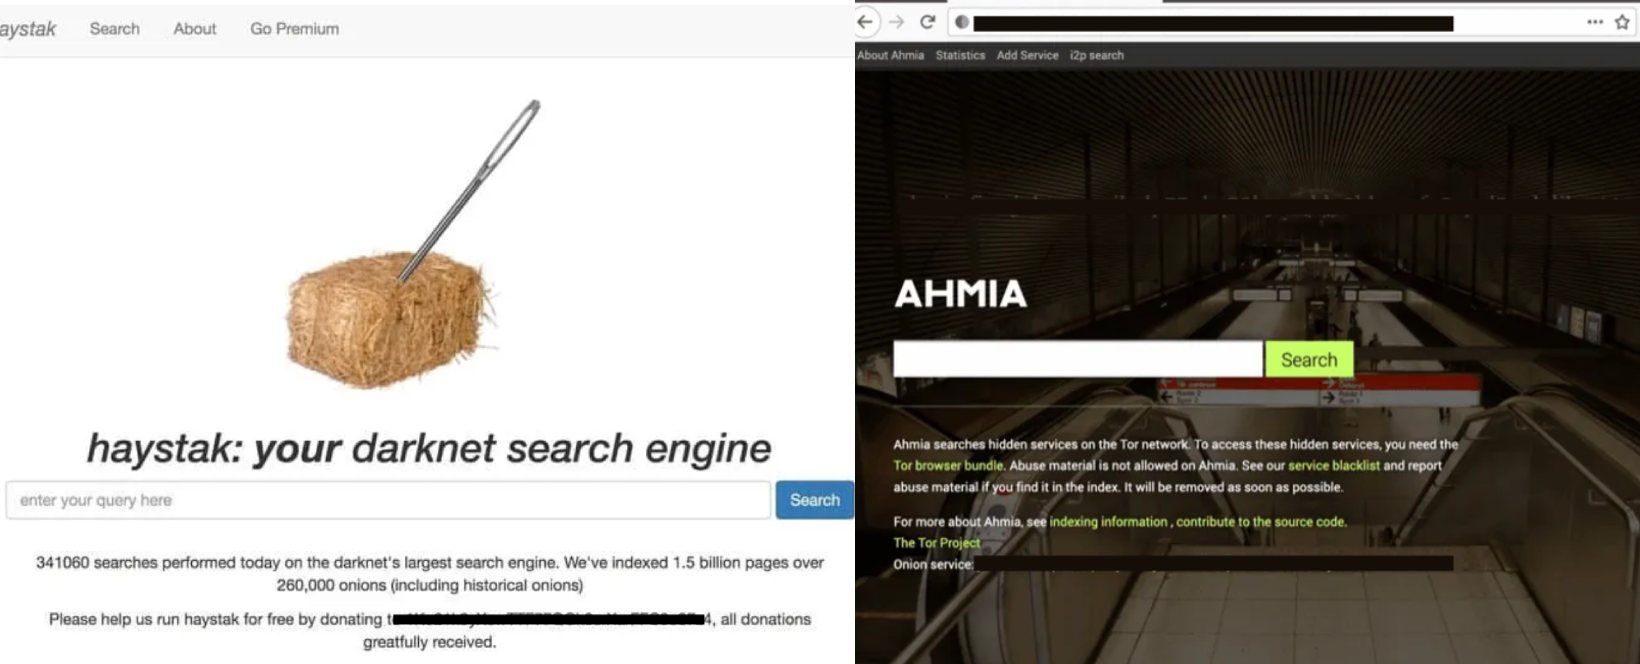 aystak Search About Go Premium
haystak: your darknet search engine
enter your query here
Search
341060 searches performed today on the darknet's largest search engine. We've indexed 1.5 billion pages over
260,000 onions (including historical onions)
Please help us run haystak for free by donating t 4, all donations
greatfully received.
About Ahmia Statistics Add Service i2p search
AHMIA
Search
Ahmia searches hidden services on the Tor network. To access these hidden services, you need the
Tor browser bundle. Abuse material is not allowed on Ahmia. See our service blacklist and report
abuse material if you find it in the index. It will be removed as soon as possible.
For more about Ahmia, see indexing information , contribute to the source code.
The Tor Project
Onion service: